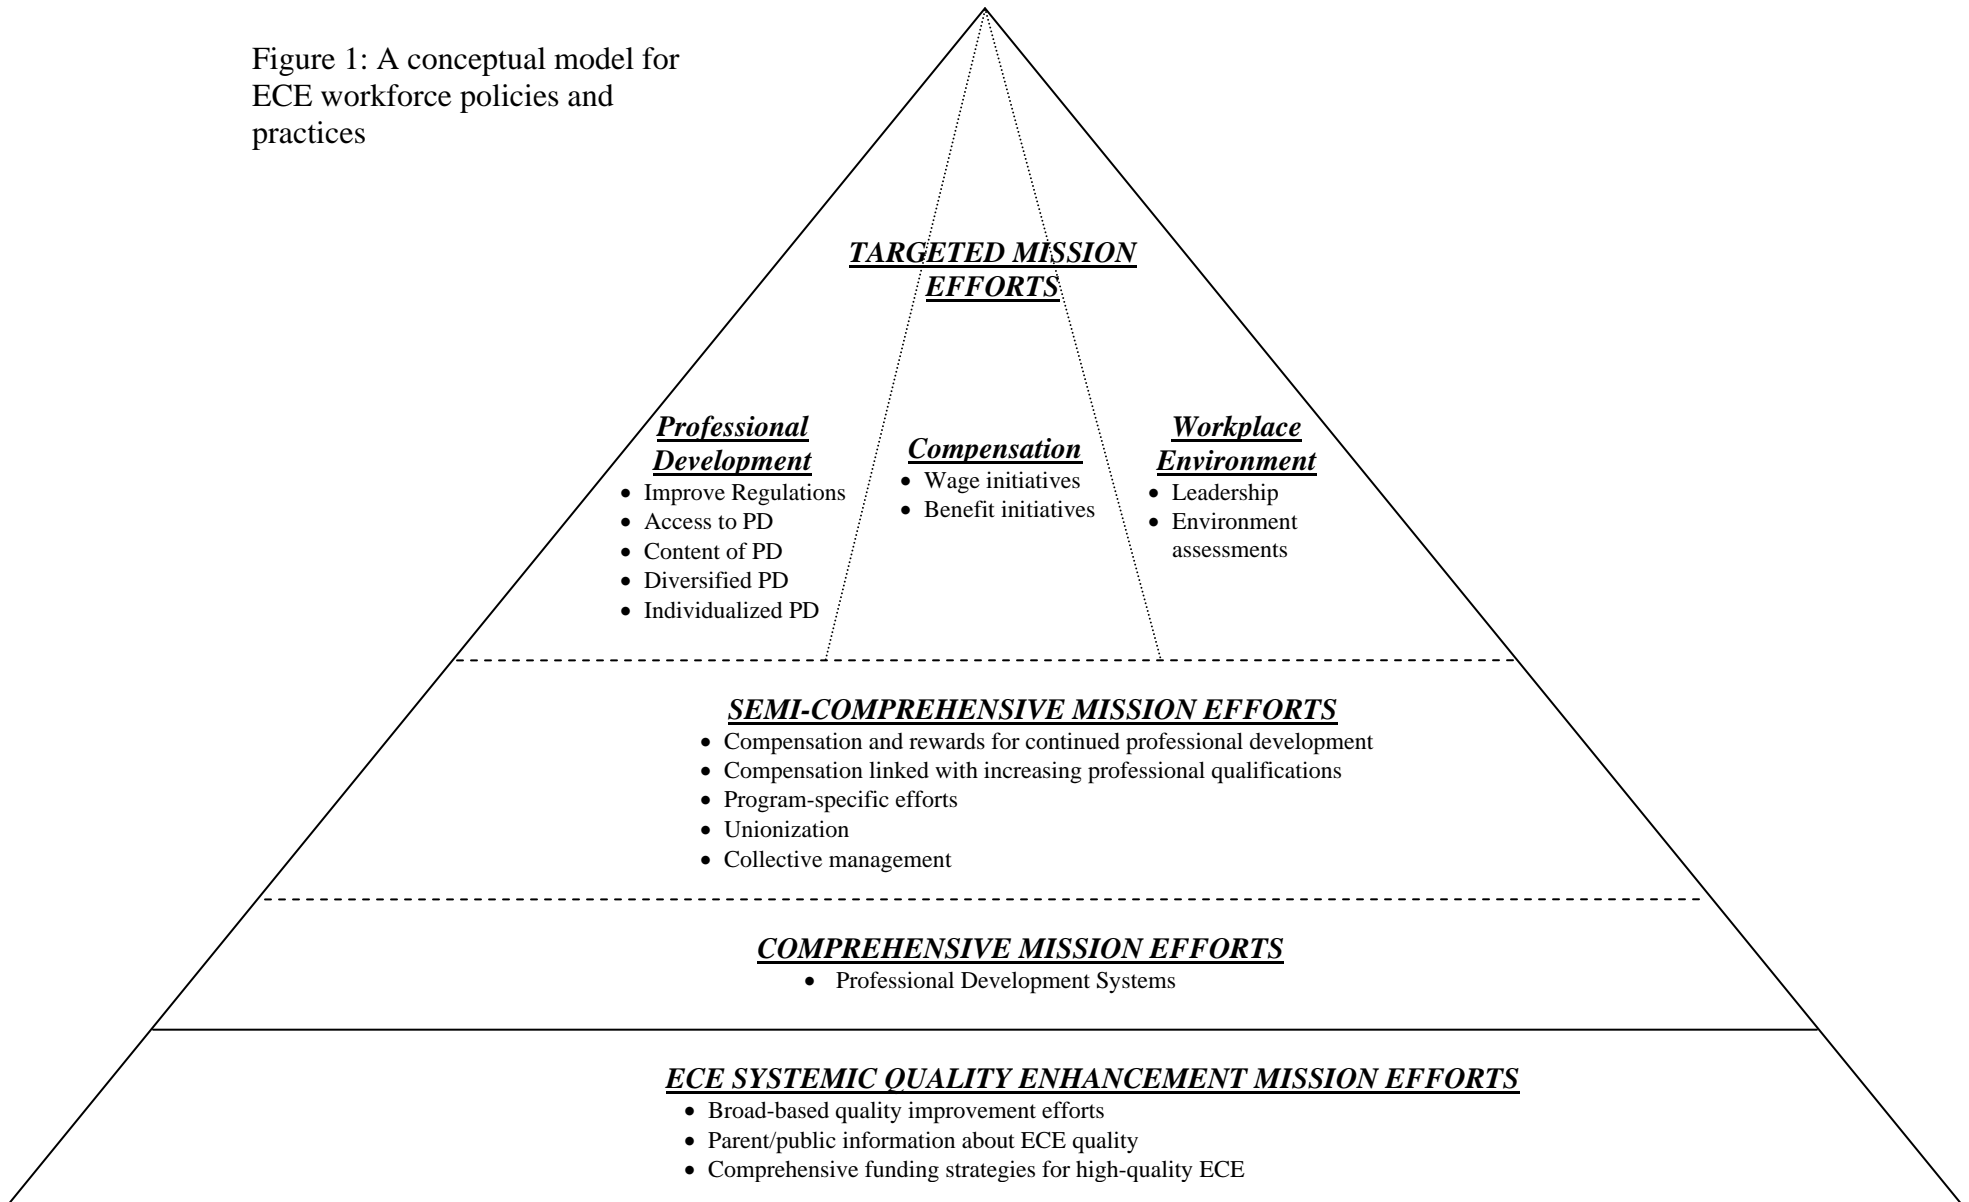 Figure 1: A conceptual model for
ECE workforce policies and
practices
TARGETED MISSION
EFFORTS
Professional
Development
• Improve Regulations
• Access to PD
• Content of PD
• Diversified PD
• Individualized PD
Compensation
• Wage initiatives
• Benefit initiatives
Workplace
Environment
• Leadership
• Environment
assessments
SEMI-COMPREHENSIVE MISSION EFFORTS
• Compensation and rewards for continued professional development
• Compensation linked with increasing professional qualifications
• Program-specific efforts
• Unionization
• Collective management
COMPREHENSIVE MISSION EFFORTS
• Professional Development Systems
ECE SYSTEMIC QUALITY ENHANCEMENT MISSION EFFORTS
• Broad-based quality improvement efforts
• Parent/public information about ECE quality
• Comprehensive funding strategies for high-quality ECE